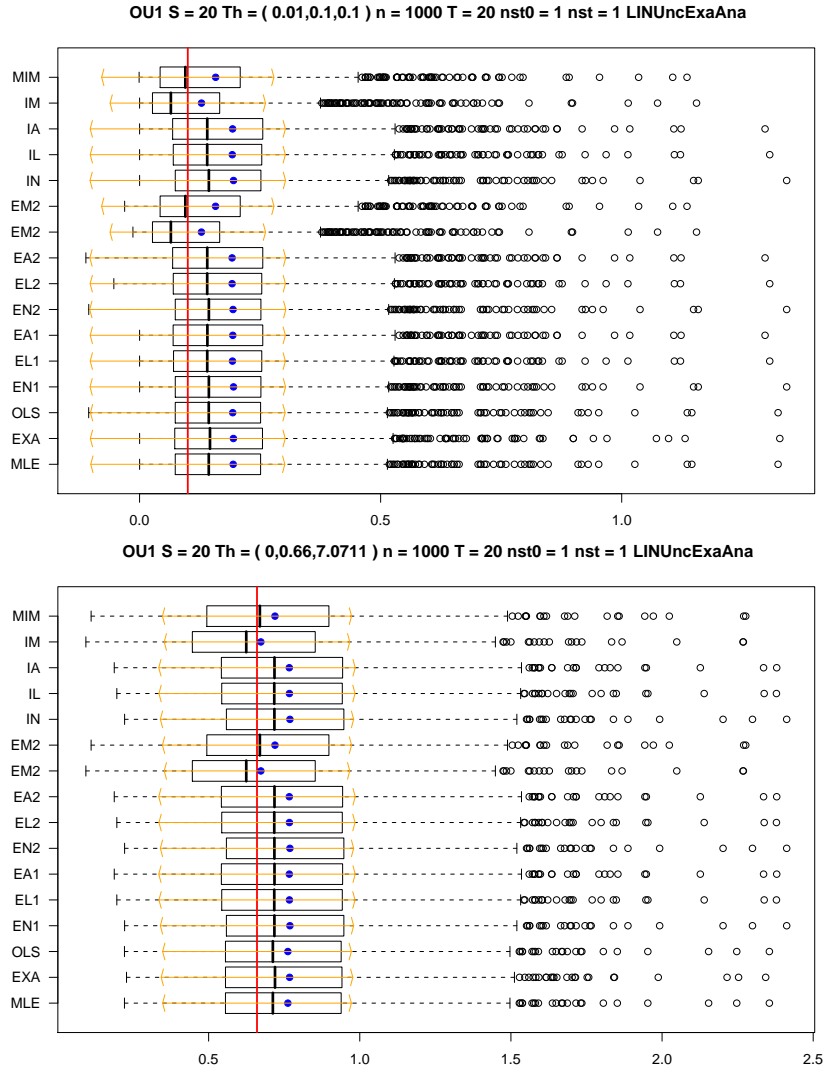 OU1 S = 20 Th = ( 0.01,0.1,0.1 ) n = 1000 T = 20 nst0 = 1 nst = 1 LINUncExaAna
MIM
IM
IA
IL
IN
EM2
EM2
EA2
EL2
EN2
EA1
EL1
EN1
OLS
EXA
MLE
0.0 0.5 1.0
OU1 S = 20 Th = ( 0,0.66,7.0711 ) n = 1000 T = 20 nst0 = 1 nst = 1 LINUncExaAna
MIM
IM
IA
IL
IN
EM2
EM2
EA2
EL2
EN2
EA1
EL1
EN1
OLS
EXA
MLE
0.5 1.0 1.5 2.0 2.5